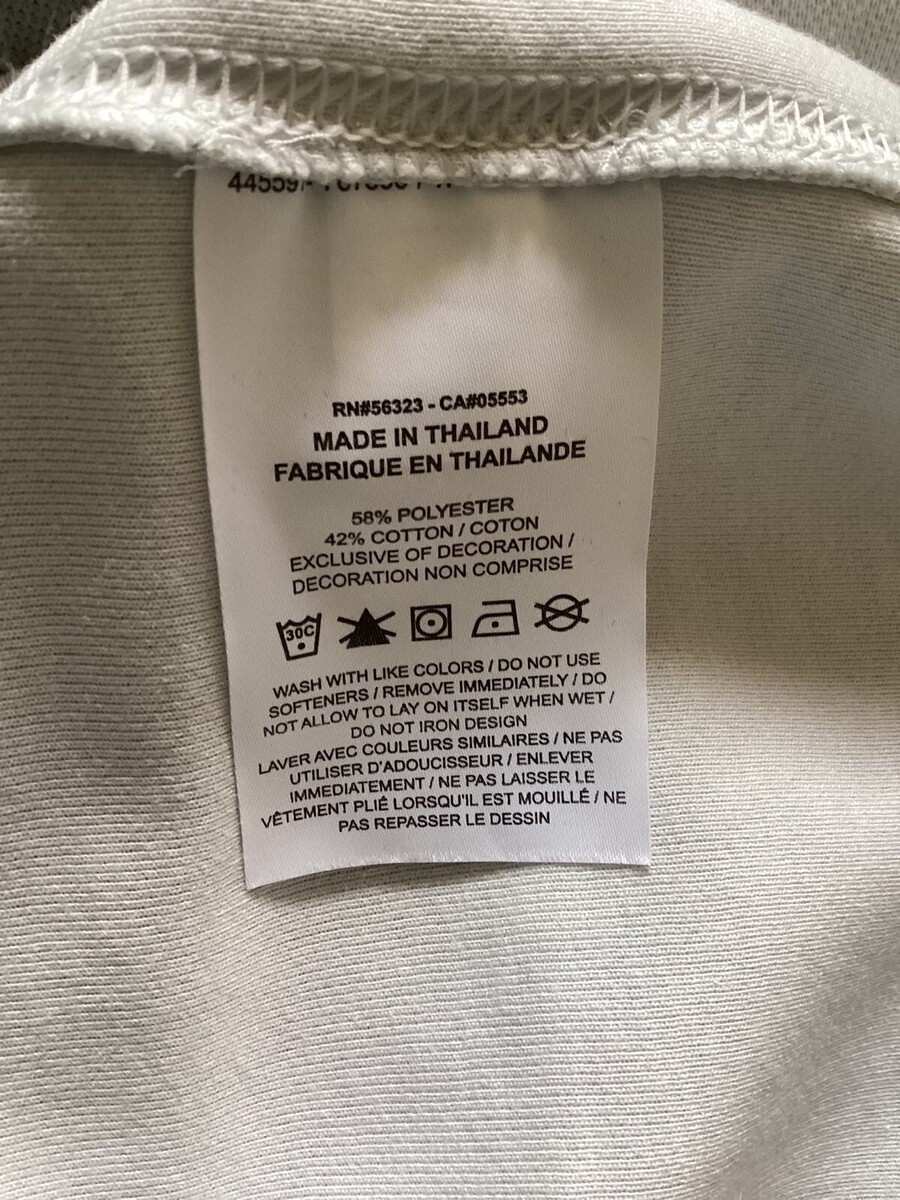 RN#56323 - CA#05553
MADE IN THAILAND
FABRIQUE EN THAILANDE
58% POLYESTER
42% COTTON / COTON
EXCLUSIVE OF DECORATION /
DECORATION NON COMPRISE
30C
WASH WITH LIKE COLORS / DO NOT USE
SOFTENERS / REMOVE IMMEDIATELY / DO
NOT ALLOW TO LAY ON ITSELF WHEN WET /
DO NOT IRON DESIGN
LAVER AVEC COULEURS SIMILAIRES / NE PAS
UTILISER D'ADOUCISSEUR / ENLEVER
IMMEDIATEMENT / NE PAS LAISSER LE
VÊTEMENT PLIÉ LORSQU'IL EST MOUILLÉ / NE
PAS REPASSER LE DESSIN